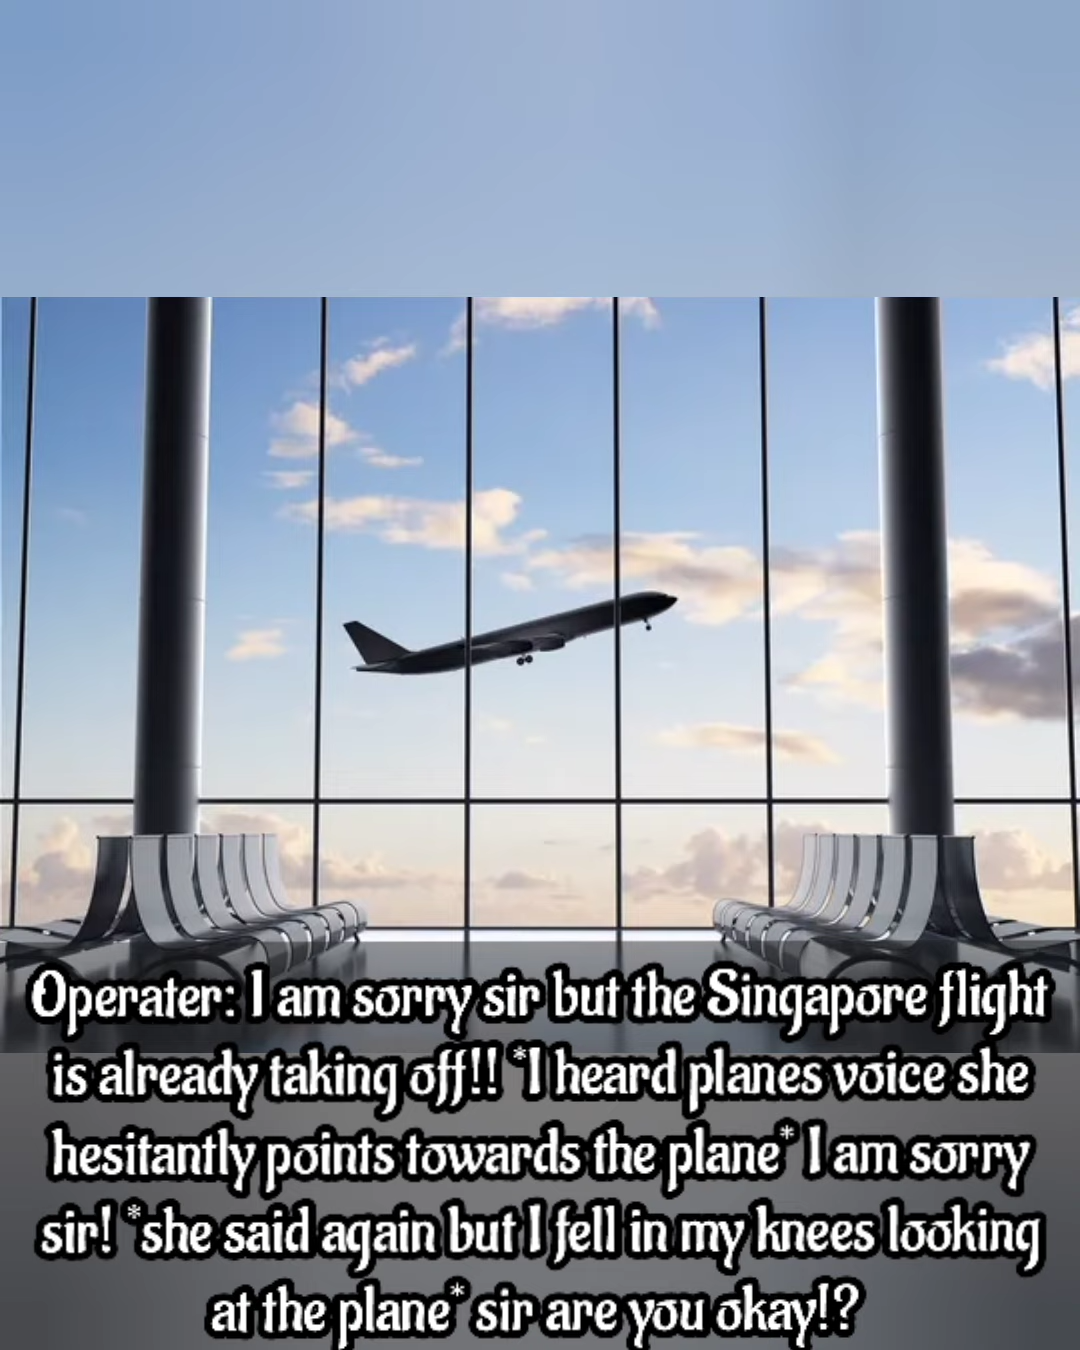 Operater: I am sorry sir but the Singapore flight
is already taking off!! *I heard planes voice she
hesitantly points towards the plane* I am sorry
sir! *she said again but I fell in my knees looking
at the plane* sir are you okay!?